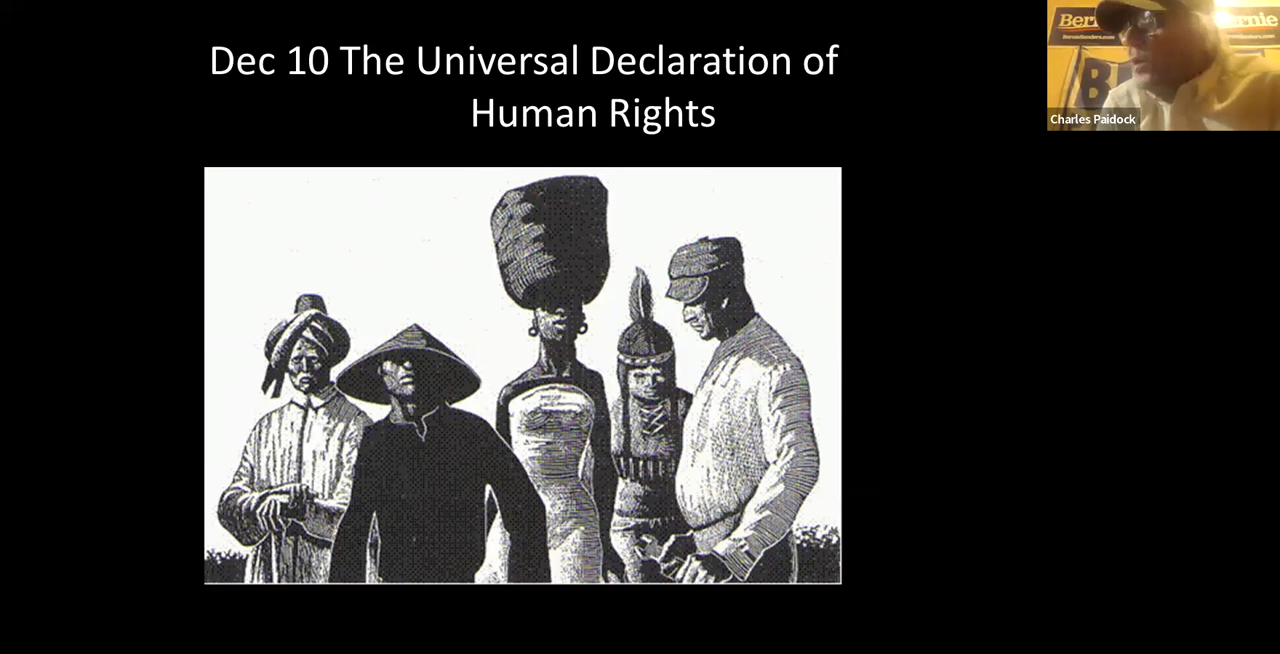 Dec 10 The Universal Declaration of
Human Rights
Charles Paidock